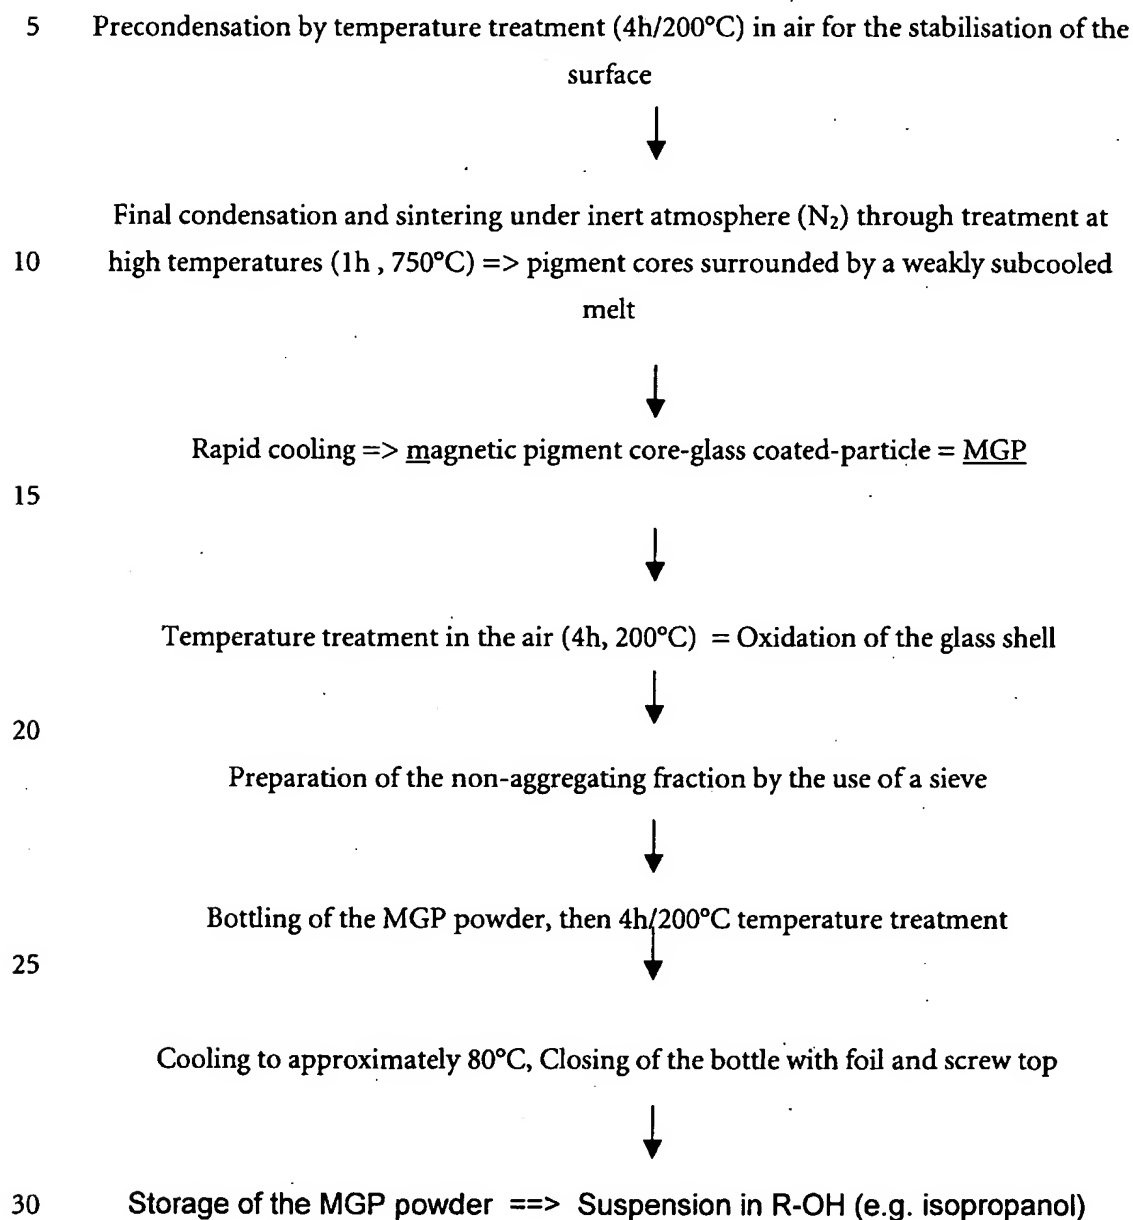 5 Precondensation by temperature treatment (4h/200°C) in air for the stabilisation of the
surface
Final condensation and sintering under inert atmosphere (N₂) through treatment at
10 high temperatures (1h , 750°C) => pigment cores surrounded by a weakly subcooled
melt
Rapid cooling => magnetic pigment core-glass coated-particle = MGP
15
Temperature treatment in the air (4h, 200°C) = Oxidation of the glass shell
20
Preparation of the non-aggregating fraction by the use of a sieve
Bottling of the MGP powder, then 4h/200°C temperature treatment
25
Cooling to approximately 80°C, Closing of the bottle with foil and screw top
30 Storage of the MGP powder ==> Suspension in R-OH (e.g. isopropanol)